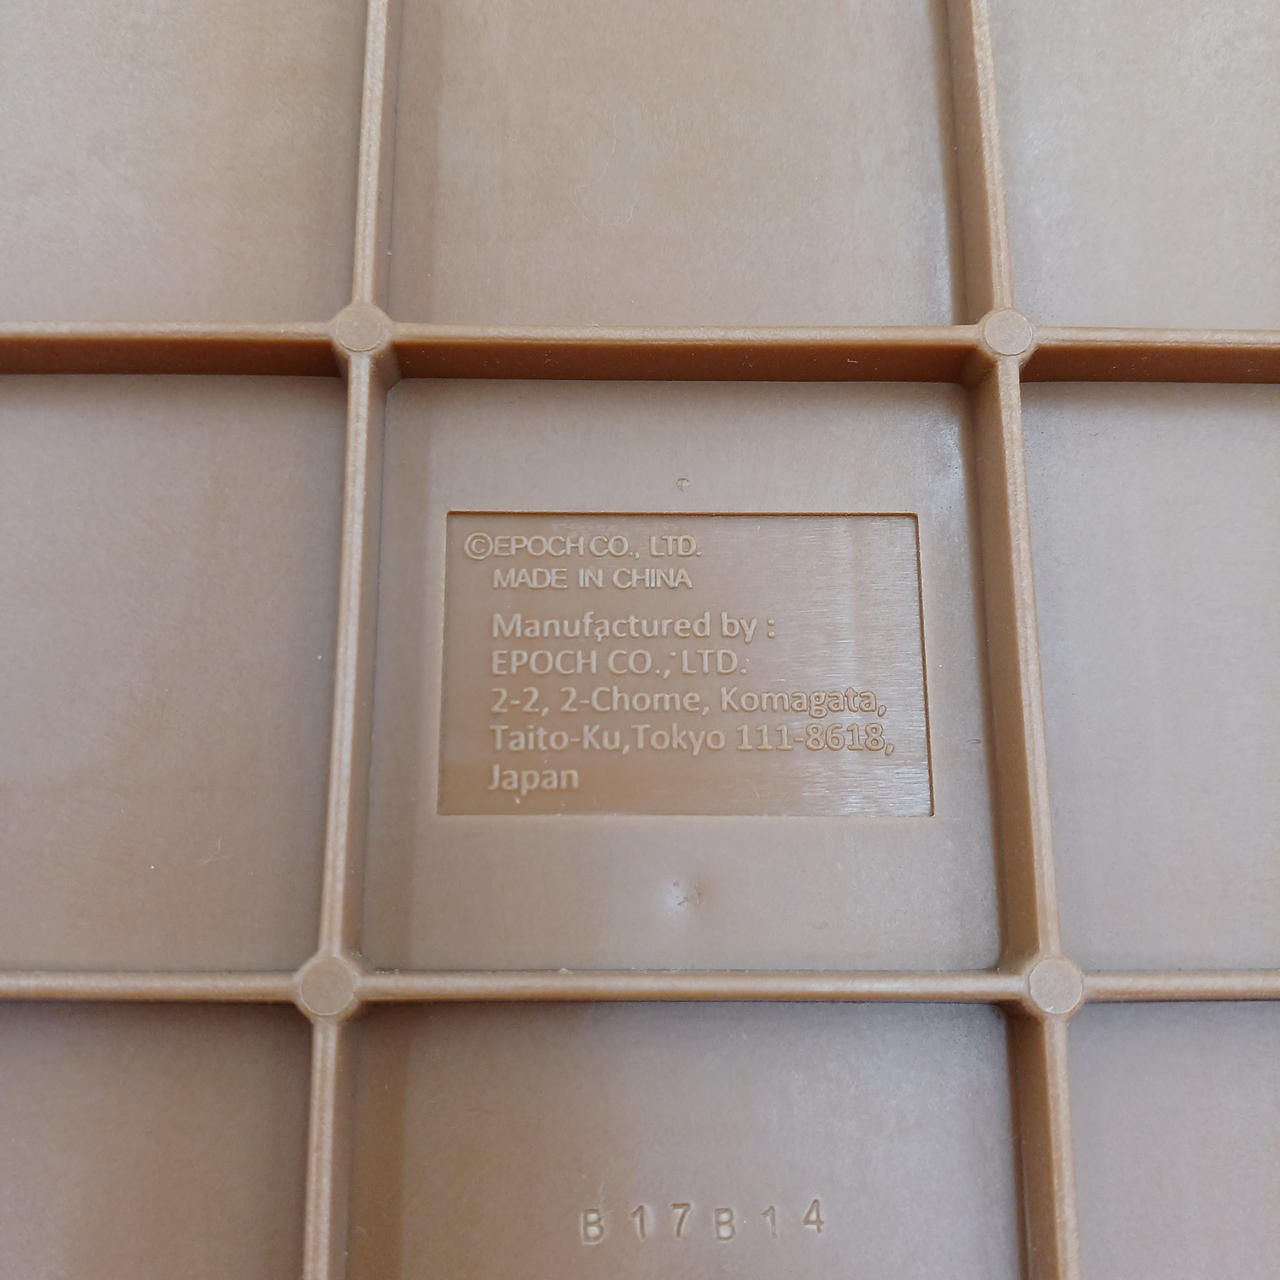 ©EPOCH CO., LTD.
MADE IN CHINA
Manufactured by :
EPOCH CO., LTD.
2-2, 2-Chome, Komagata,
Taito-Ku,Tokyo 111-8618,
Japan
B17B14